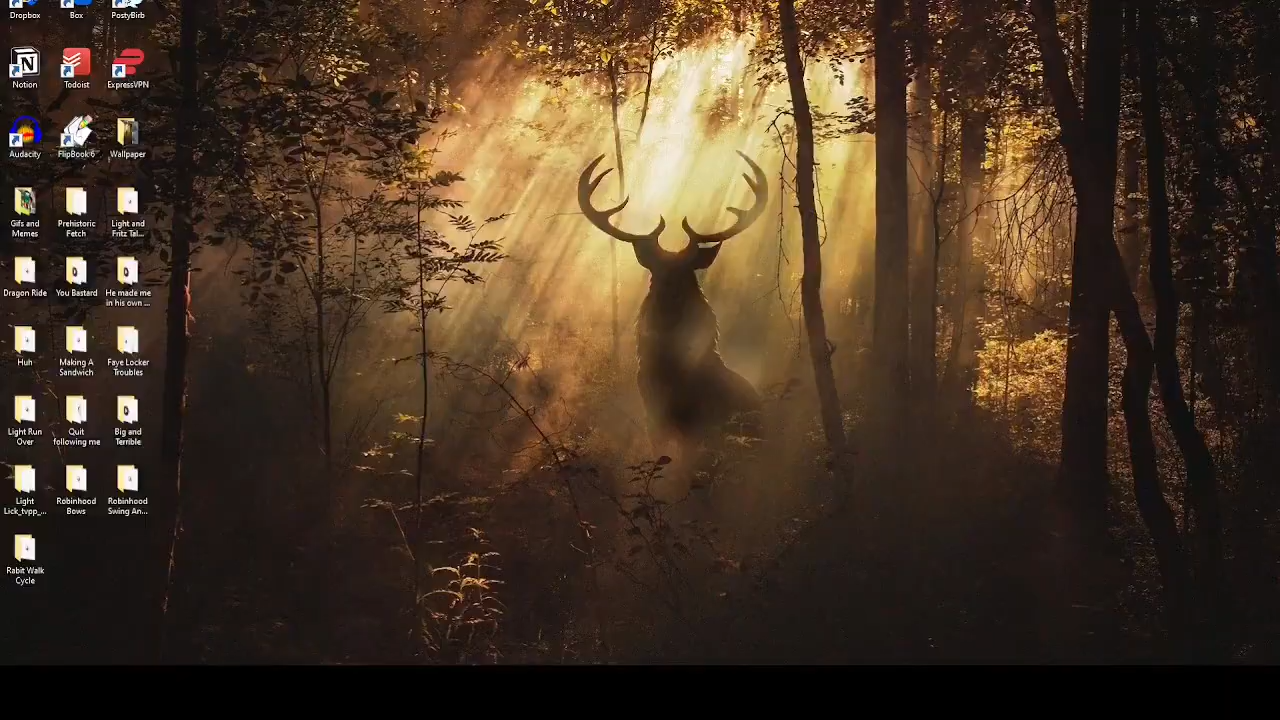 Dropbox
Box
PostyBirb
Notion
Todoist
ExpressVPN
Audacity
FlipBook 6
Wallpaper
Gifs and
Memes
Prehistoric
Fetch
Light and
Fritz Tal...
Dragon Ride
You Bastard
He made me
in his own ...
Huh
Making A
Sandwich
Faye Locker
Troubles
Light Run
Over
Quit
following me
Big and
Terrible
Light
Lick_tvpp_...
Robinhood
Bows
Robinhood
Swing An...
Rabit Walk
Cycle